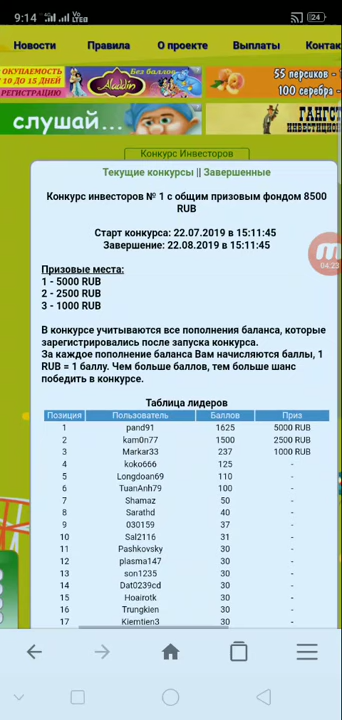 9:14
24
Новости Правила О проекте Выплаты Контак
ОКУПАЕМОСТЬ
10 ДО 15 ДНЕЙ
РЕГИСТРАЦИЮ
Без баллов
Aladdin
55 персиков -
100 серебра -
слушай...
ГАНГС
ИНВЕСТИЦИОН
Конкурс Инвесторов
Текущие конкурсы || Завершенные
Конкурс инвесторов № 1 с общим призовым фондом 8500
RUB
Старт конкурса: 22.07.2019 в 15:11:45
Завершение: 22.08.2019 в 15:11:45
04:23
Призовые места:
1 - 5000 RUB
2 - 2500 RUB
3 - 1000 RUB
В конкурсе учитываются все пополнения баланса, которые
зарегистрировались после запуска конкурса.
За каждое пополнение баланса Вам начисляются баллы, 1
RUB = 1 баллу. Чем больше баллов, тем больше шанс
победить в конкурсе.
Таблица лидеров
Позиция Пользователь Баллов Приз
1 pand91 1625 5000 RUB
2 kam0n77 1500 2500 RUB
3 Markar33 237 1000 RUB
4 koko666 125 -
5 Longdoan69 110 -
6 TuanAnh79 100 -
7 Shamaz 50 -
8 Sarathd 40 -
9 030159 37 -
10 Sal2116 31 -
11 Pashkovsky 30 -
12 plasma147 30 -
13 son1235 30 -
14 Dat0239cd 30 -
15 Hoairotk 30 -
16 Trungkien 30 -
17 Kiemtien3 30 -